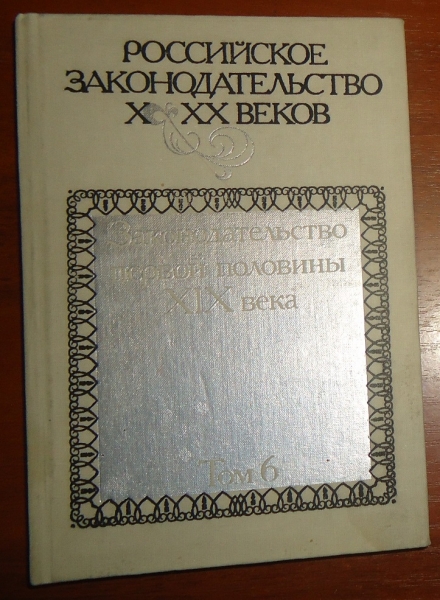 РОССИЙСКОЕ
ЗАКОНОДАТЕЛЬСТВО
X XX ВЕКОВ
Законодательство
первой половины
XIX века
Том 6